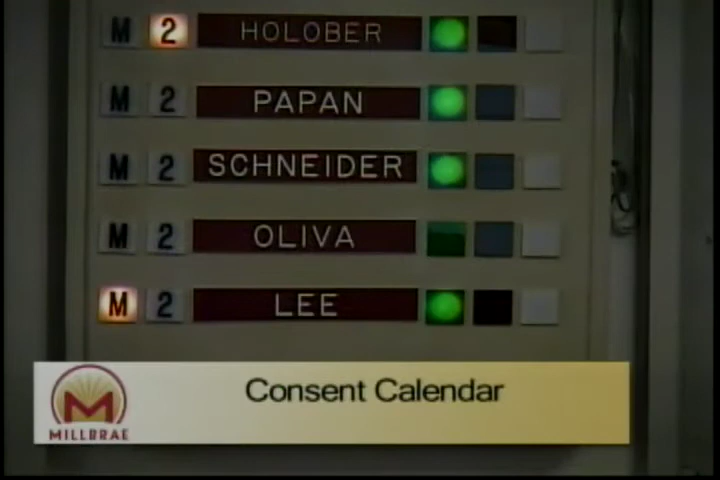 M 2 HOLOBER
M 2 PAPAN
M 2 SCHNEIDER
M 2 OLIVA
M 2 LEE
Consent Calendar
M
MILLBRAE